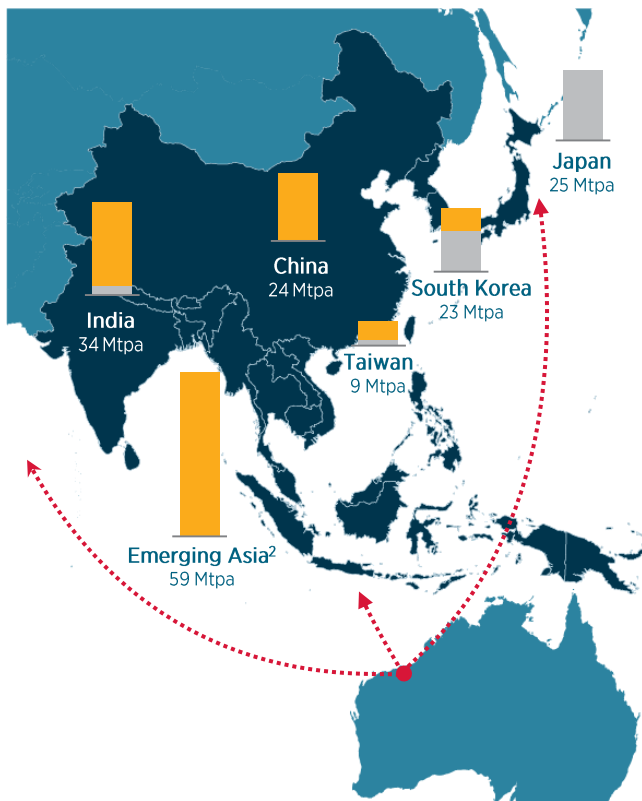 Japan
25 Mtpa
China
24 Mtpa
South Korea
23 Mtpa
India
34 Mtpa
Taiwan
9 Mtpa
Emerging Asia²
59 Mtpa